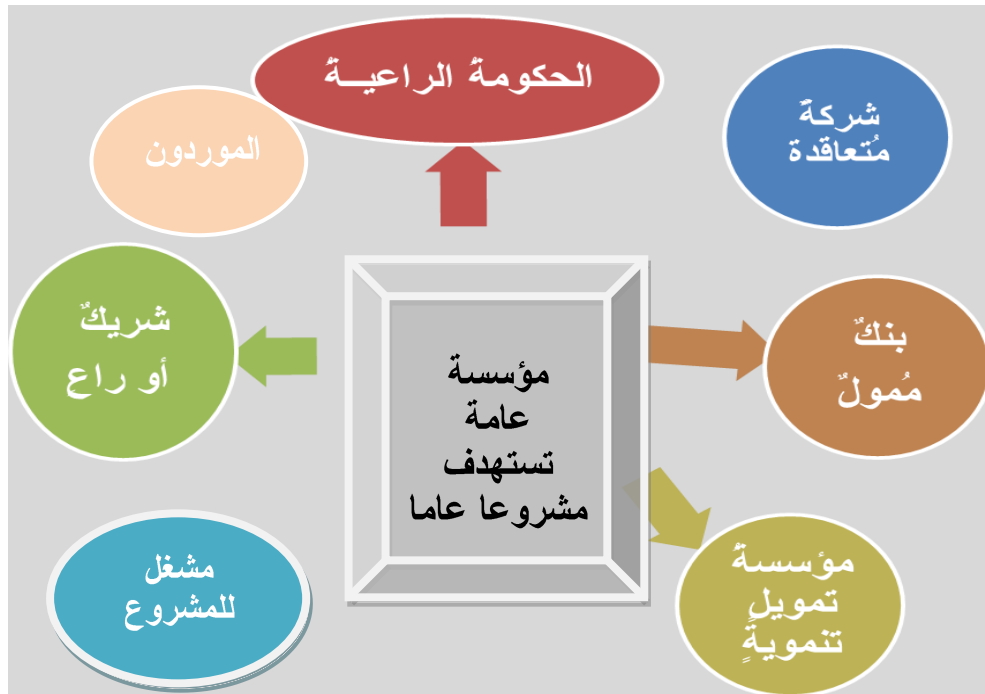 الحكومةُ الراعيـــةُ
شركةٌ
مُتعاقدة
الموردون
شريكٌ
أو راع
بنكٌ
مُمولٌ
مؤسسة
عامة
تستهدف
مشروعا عاما
مشغل
للمشروع
مؤسسةُ
تمويلٍ
تنمويةٍ